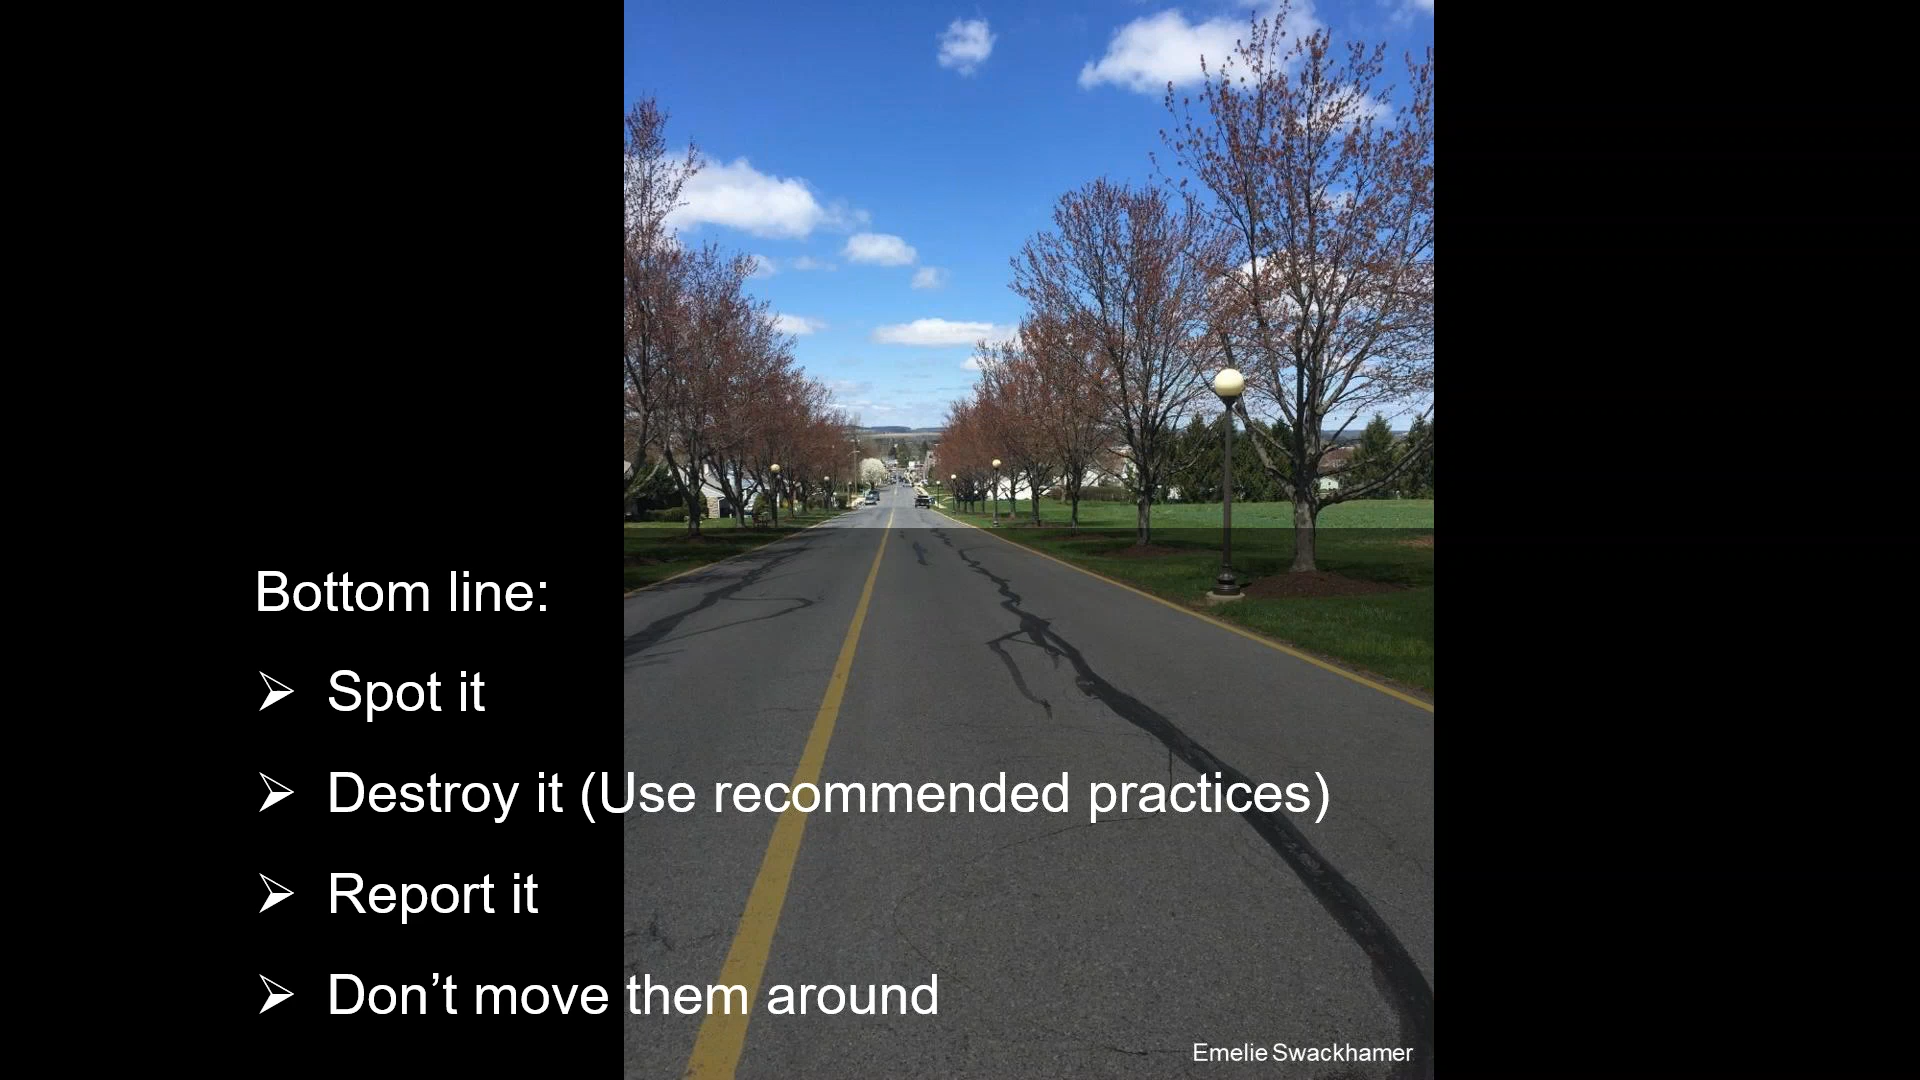 Bottom line:
➢ Spot it
➢ Destroy it (Use recommended practices)
➢ Report it
➢ Don’t move them around
Emelie Swackhamer